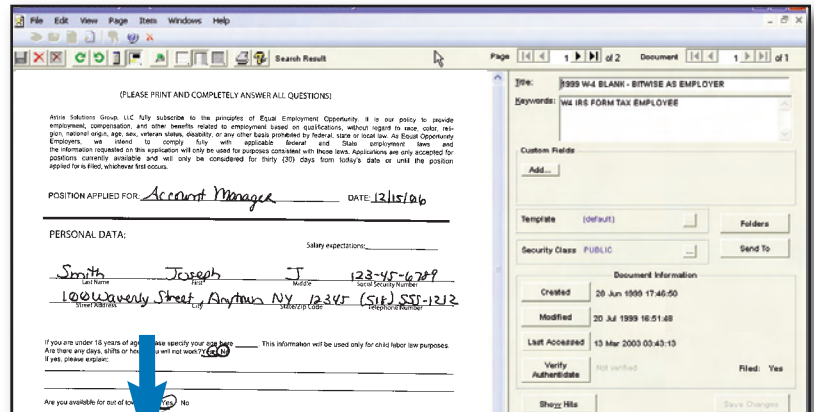 File Edit View Page Item Windows Help
Search Result
Page 1 of 2 Document 1 of 1
(PLEASE PRINT AND COMPLETELY ANSWER ALL QUESTIONS)
Astria Solutions Group, LLC fully subscribe to the principles of Equal Employment Opportunity. It is our policy to provide
employment, compensation, and other benefits related to employment based on qualifications, without regard to race, color, reli-
gion, national origin, age, sex, veteran status, disability, or any other basis prohibited by federal, state or local law. As Equal Opportunity
Employers, we intend to comply fully with applicable federal and State employment laws and
the information requested on this application will only be used for purposes consistent with those laws. Applications are only accepted for
positions currently available and will only be considered for thirty (30) days from today's date or until the position
applied for is filled, whichever first occurs.
POSITION APPLIED FOR: Account Manager DATE: 12/15/06
PERSONAL DATA:
Salary expectations:
Smith Joseph J 123-45-6789
Last Name First Middle Social Security Number
100 Waverly Street, Anytown NY 12345 (518) 555-1212
Street Address City State/Zip Code Telephone Number
If you are under 18 years of age, please specify your age here This information will be used only for child labor law purposes.
Are there any days, shifts or hours you will not work? Yes No
If yes, please explain:
Are you available for out of Yes No
Title: 1999 W-4 BLANK - BITWISE AS EMPLOYER
Keywords: W4 IRS FORM TAX EMPLOYEE
Custom Fields
Add...
Template (default) ... Folders
Security Class PUBLIC ... Send To
Document Information
Created 28 Jun 1999 17:46:50
Modified 20 Jul 1999 16:51:48
Last Accessed 13 Mar 2003 03:43:13
Verify Authentidate Not verified Filed: Yes
Show Hits Save Changes